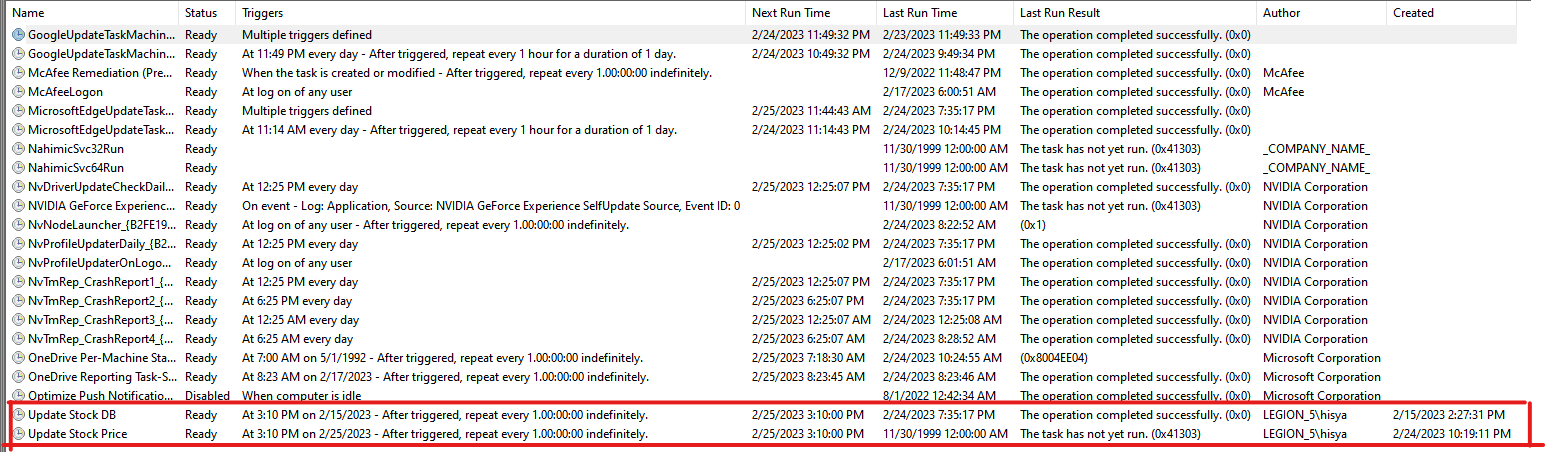 Name Status Triggers Next Run Time Last Run Time Last Run Result Author Created
GoogleUpdateTaskMachin... Ready Multiple triggers defined 2/24/2023 11:49:32 PM 2/23/2023 11:49:33 PM The operation completed successfully. (0x0)
GoogleUpdateTaskMachin... Ready At 11:49 PM every day - After triggered, repeat every 1 hour for a duration of 1 day. 2/24/2023 10:49:32 PM 2/24/2023 9:49:34 PM The operation completed successfully. (0x0)
McAfee Remediation (Pre... Ready When the task is created or modified - After triggered, repeat every 1.00:00:00 indefinitely. 12/9/2022 11:48:47 PM The operation completed successfully. (0x0) McAfee
McAfeeLogon Ready At log on of any user 2/17/2023 6:00:51 AM The operation completed successfully. (0x0) McAfee
MicrosoftEdgeUpdateTask... Ready Multiple triggers defined 2/25/2023 11:44:43 AM 2/24/2023 7:35:17 PM The operation completed successfully. (0x0)
MicrosoftEdgeUpdateTask... Ready At 11:14 AM every day - After triggered, repeat every 1 hour for a duration of 1 day. 2/24/2023 11:14:43 PM 2/24/2023 10:14:45 PM The operation completed successfully. (0x0)
NahimicSvc32Run Ready 11/30/1999 12:00:00 AM The task has not yet run. (0x41303) _COMPANY_NAME_
NahimicSvc64Run Ready 11/30/1999 12:00:00 AM The task has not yet run. (0x41303) _COMPANY_NAME_
NvDriverUpdateCheckDail... Ready At 12:25 PM every day 2/25/2023 12:25:07 PM 2/24/2023 7:35:17 PM The operation completed successfully. (0x0) NVIDIA Corporation
NVIDIA GeForce Experienc... Ready On event - Log: Application, Source: NVIDIA GeForce Experience SelfUpdate Source, Event ID: 0 11/30/1999 12:00:00 AM The task has not yet run. (0x41303) NVIDIA Corporation
NvNodeLauncher_{B2FE19... Ready At log on of any user - After triggered, repeat every 1.00:00:00 indefinitely. 2/24/2023 8:22:52 AM (0x1) NVIDIA Corporation
NvProfileUpdaterDaily_{B2... Ready At 12:25 PM every day 2/25/2023 12:25:02 PM 2/24/2023 7:35:17 PM The operation completed successfully. (0x0) NVIDIA Corporation
NvProfileUpdaterOnLogo... Ready At log on of any user 2/17/2023 6:01:51 AM The operation completed successfully. (0x0) NVIDIA Corporation
NvTmRep_CrashReport1_{... Ready At 12:25 PM every day 2/25/2023 12:25:07 PM 2/24/2023 7:35:17 PM The operation completed successfully. (0x0) NVIDIA Corporation
NvTmRep_CrashReport2_{... Ready At 6:25 PM every day 2/25/2023 6:25:07 PM 2/24/2023 7:35:17 PM The operation completed successfully. (0x0) NVIDIA Corporation
NvTmRep_CrashReport3_{... Ready At 12:25 AM every day 2/25/2023 12:25:07 AM 2/24/2023 12:25:08 AM The operation completed successfully. (0x0) NVIDIA Corporation
NvTmRep_CrashReport4_{... Ready At 6:25 AM every day 2/25/2023 6:25:07 AM 2/24/2023 8:28:52 AM The operation completed successfully. (0x0) NVIDIA Corporation
OneDrive Per-Machine Sta... Ready At 7:00 AM on 5/1/1992 - After triggered, repeat every 1.00:00:00 indefinitely. 2/25/2023 7:18:30 AM 2/24/2023 10:24:55 AM (0x8004EE04) Microsoft Corporation
OneDrive Reporting Task-S... Ready At 8:23 AM on 2/17/2023 - After triggered, repeat every 1.00:00:00 indefinitely. 2/25/2023 8:23:45 AM 2/24/2023 8:23:46 AM The operation completed successfully. (0x0) Microsoft Corporation
Optimize Push Notificatio... Disabled When computer is idle 8/1/2022 12:42:34 AM The operation completed successfully. (0x0) Microsoft Corporation
Update Stock DB Ready At 3:10 PM on 2/15/2023 - After triggered, repeat every 1.00:00:00 indefinitely. 2/25/2023 3:10:00 PM 2/24/2023 7:35:17 PM The operation completed successfully. (0x0) LEGION_5\hisya 2/15/2023 2:27:31 PM
Update Stock Price Ready At 3:10 PM on 2/25/2023 - After triggered, repeat every 1.00:00:00 indefinitely. 2/25/2023 3:10:00 PM 11/30/1999 12:00:00 AM The task has not yet run. (0x41303) LEGION_5\hisya 2/24/2023 10:19:11 PM